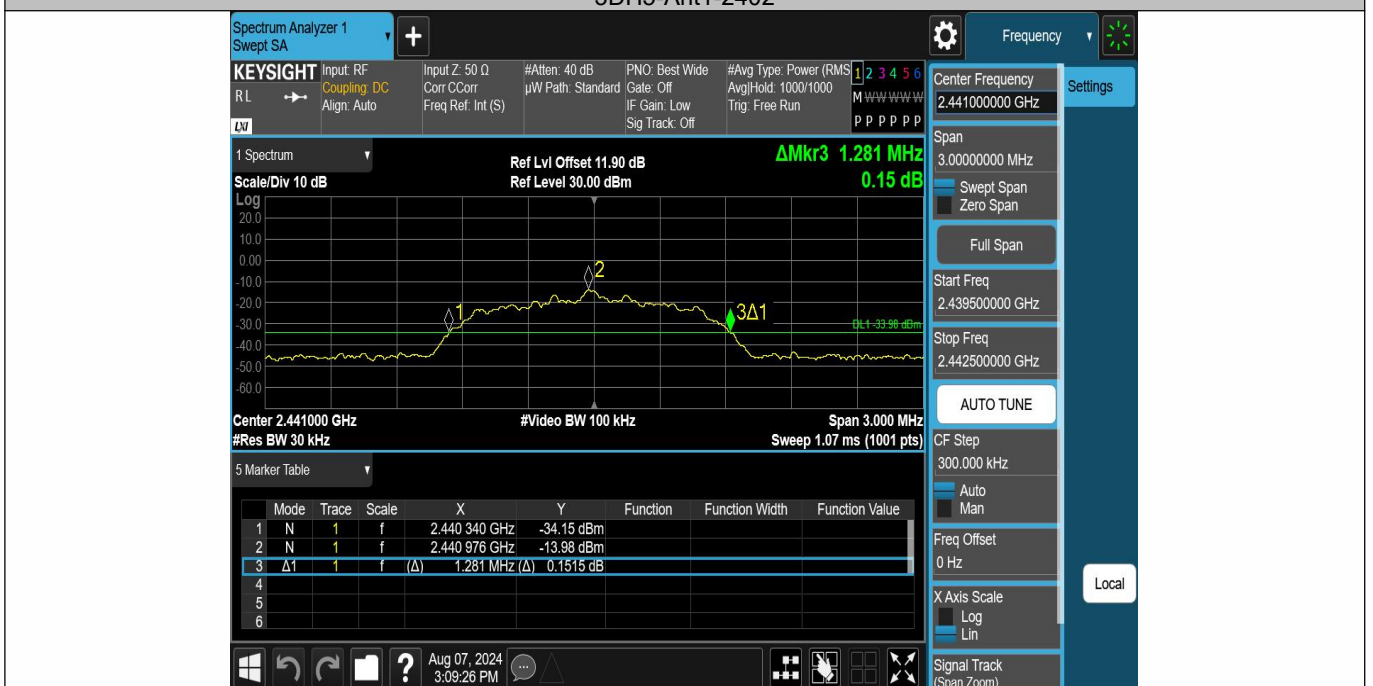 3DH5-Ant1-2402
Spectrum Analyzer 1
Swept SA
Frequency
KEYSIGHT
RL
LXI
Input: RF
Coupling: DC
Align: Auto
Input Z: 50 Ω
Corr CCorr
Freq Ref: Int (S)
#Atten: 40 dB
µW Path: Standard
PNO: Best Wide
Gate: Off
IF Gain: Low
Sig Track: Off
#Avg Type: Power (RMS
Avg|Hold: 1000/1000
Trig: Free Run
1 2 3 4 5 6
M W W W W W
P P P P P P
1 Spectrum
Scale/Div 10 dB
Ref Lvl Offset 11.90 dB
Ref Level 30.00 dBm
ΔMkr3 1.281 MHz
0.15 dB
Log
20.0
10.0
0.00
-10.0
-20.0
-30.0
-40.0
-50.0
-60.0
1
2
3Δ1
DL1 -33.98 dBm
Center 2.441000 GHz
#Video BW 100 kHz
Span 3.000 MHz
#Res BW 30 kHz
Sweep 1.07 ms (1001 pts)
5 Marker Table
Mode Trace Scale X Y Function Function Width Function Value
1 N 1 f 2.440 340 GHz -34.15 dBm
2 N 1 f 2.440 976 GHz -13.98 dBm
3 Δ1 1 f (Δ) 1.281 MHz (Δ) 0.1515 dB
4
5
6
Aug 07, 2024
3:09:26 PM
Center Frequency
2.441000000 GHz
Settings
Span
3.00000000 MHz
Swept Span
Zero Span
Full Span
Start Freq
2.439500000 GHz
Stop Freq
2.442500000 GHz
AUTO TUNE
CF Step
300.000 kHz
Auto
Man
Freq Offset
0 Hz
X Axis Scale
Log
Lin
Local
Signal Track
(Span Zoom)